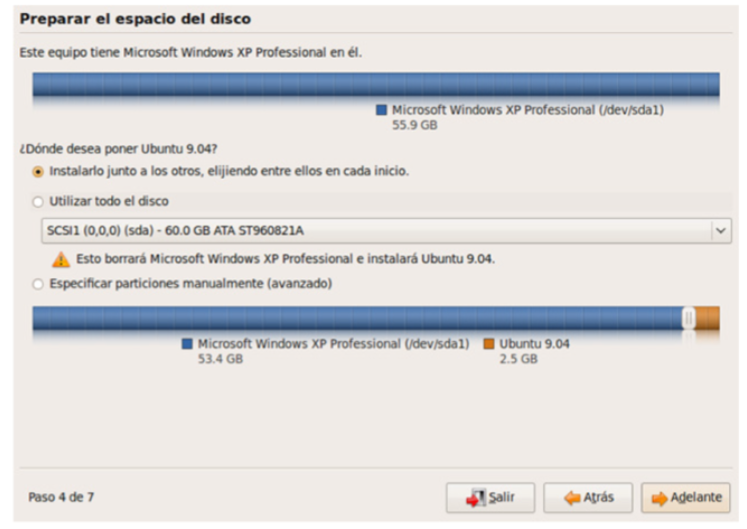 Preparar el espacio del disco
Este equipo tiene Microsoft Windows XP Professional en él.
Microsoft Windows XP Professional (/dev/sda1)
55.9 GB
¿Dónde desea poner Ubuntu 9.04?
Instalarlo junto a los otros, elijiendo entre ellos en cada inicio.
Utilizar todo el disco
SCSI1 (0,0,0) (sda) - 60.0 GB ATA ST960821A
Esto borrará Microsoft Windows XP Professional e instalará Ubuntu 9.04.
Especificar particiones manualmente (avanzado)
Microsoft Windows XP Professional (/dev/sda1) Ubuntu 9.04
53.4 GB 2.5 GB
Paso 4 de 7 Salir Atrás Adelante